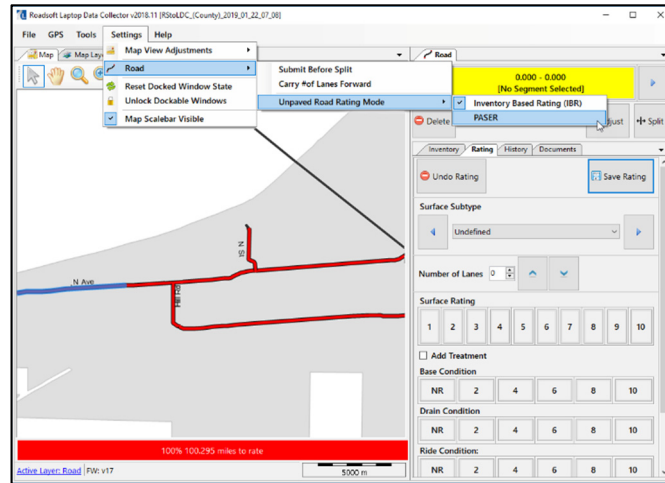 Roadsoft Laptop Data Collector v2018.11 [RStoLDC_(County)_2019_01_22_07_08]
File GPS Tools Settings Help
Map Map Lay
Map View Adjustments
Road
Reset Docked Window State
Unlock Dockable Windows
Map Scalebar Visible
Submit Before Split
Carry #of Lanes Forward
Unpaved Road Rating Mode
Inventory Based Rating (IBR)
PASER
Road
0.000 - 0.000
[No Segment Selected]
Delete just Split
Inventory Rating History Documents
Undo Rating Save Rating
Surface Subtype
Undefined
Number of Lanes 0
Surface Rating
1 2 3 4 5 6 7 8 9 10
Add Treatment
Base Condition
NR 2 4 6 8 10
Drain Condition
NR 2 4 6 8 10
Ride Condition:
NR 2 4 6 8 10
N St
N Ave
Hill Rd
100% 100.295 miles to rate
Active Layer: Road FW: v17
5000 m